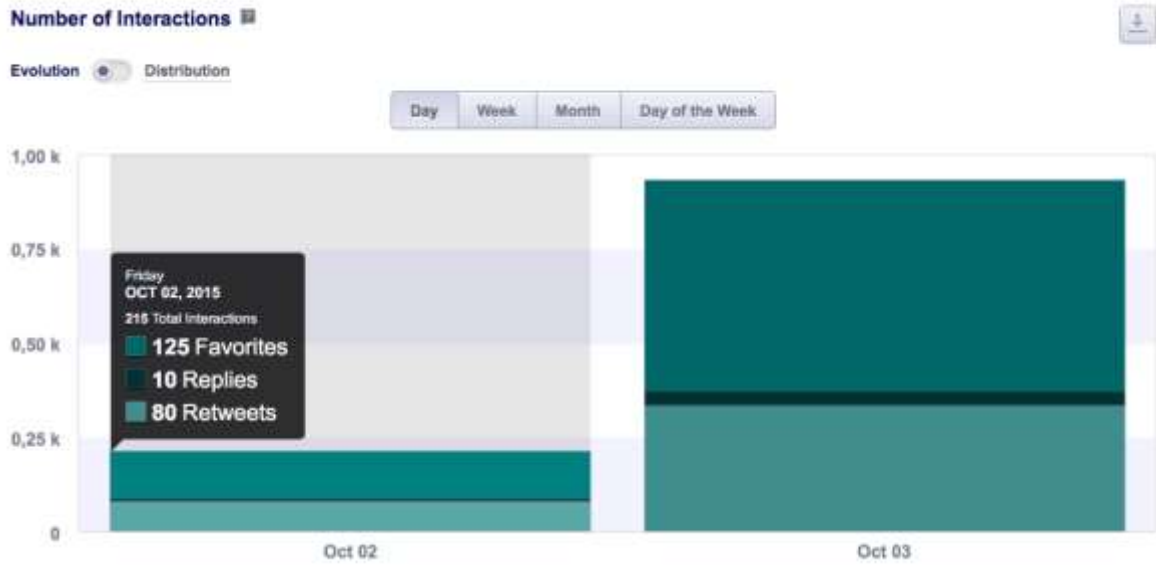 Number of Interactions
Evolution Distribution
Day Week Month Day of the Week
1,00 k
0,75 k
0,50 k
0,25 k
0
Friday
OCT 02, 2015
215 Total Interactions
125 Favorites
10 Replies
80 Retweets
Oct 02 Oct 03